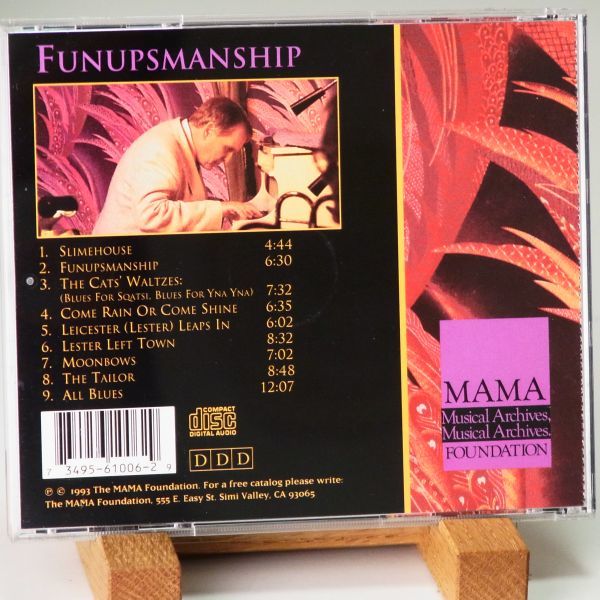 FUNUPSMANSHIP
1. SLIMEHOUSE 4:44
2. FUNUPSMANSHIP 6:30
3. THE CATS' WALTZES:
(BLUES FOR SQATSI, BLUES FOR YNA YNA) 7:32
4. COME RAIN OR COME SHINE 6:35
5. LEICESTER (LESTER) LEAPS IN 6:02
6. LESTER LEFT TOWN 8:32
7. MOONBOWS 7:02
8. THE TAILOR 8:48
9. ALL BLUES 12:07
7 34956-1006-2 9
COMPACT
disc
DIGITAL AUDIO
DDD
℗ © 1993 The MAMA Foundation. For a free catalog please write:
The MAMA Foundation, 555 E. Easy St. Simi Valley, CA 93065
MAMA
Musical Archives,
Musical Archives.
FOUNDATION